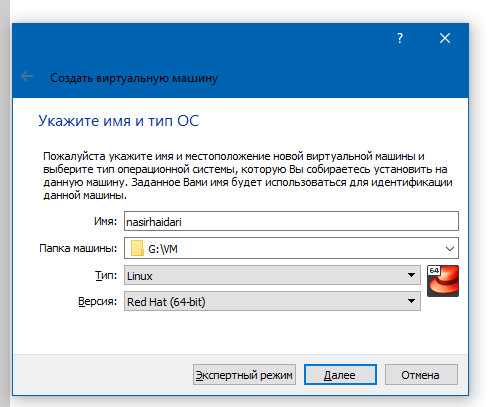 ?
Создать виртуальную машину
Укажите имя и тип ОС
Пожалуйста укажите имя и местоположение новой виртуальной машины и
выберите тип операционной системы, которую Вы собираетесь установить на
данную машину. Заданное Вами имя будет использоваться для идентификации
данной машины.
Имя: nasirhaidari
Папка машины: G:\VM
Тип: Linux 64
Версия: Red Hat (64-bit)
Экспертный режим Далее Отмена